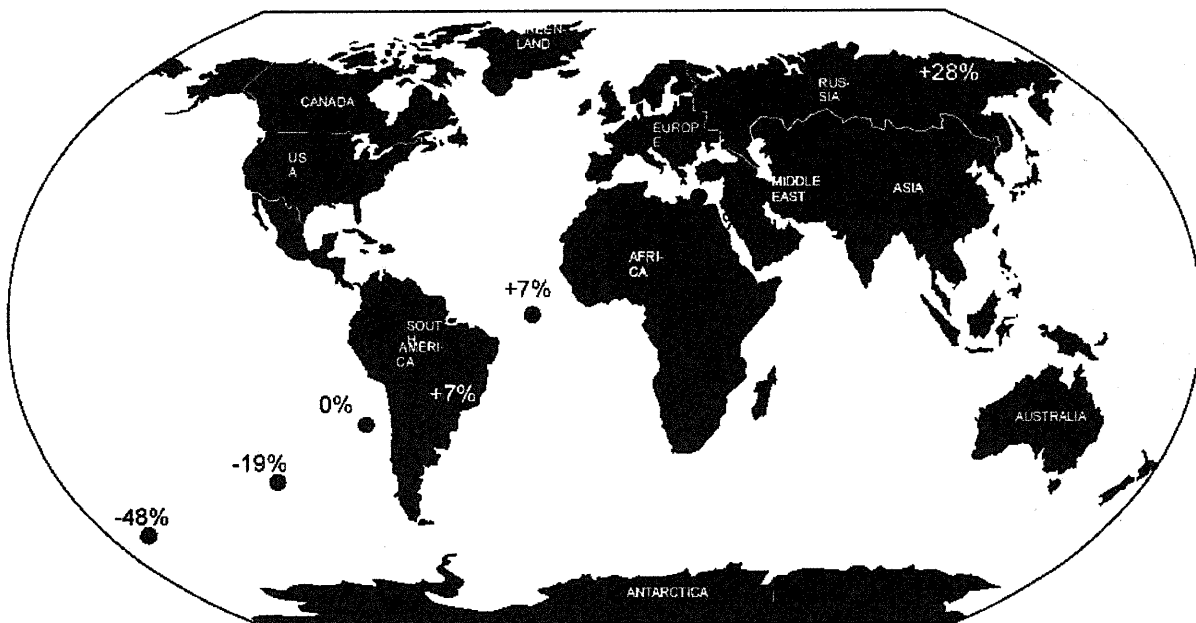 GREEN-
LAND
+28%
RUS-
SIA
CANADA
EUROP
E
US
A
MIDDLE
EAST
ASIA
AFRI-
CA
+7%
SOUT
H
AMERI-
CA
+7%
0%
AUSTRALIA
-19%
-48%
ANTARCTICA